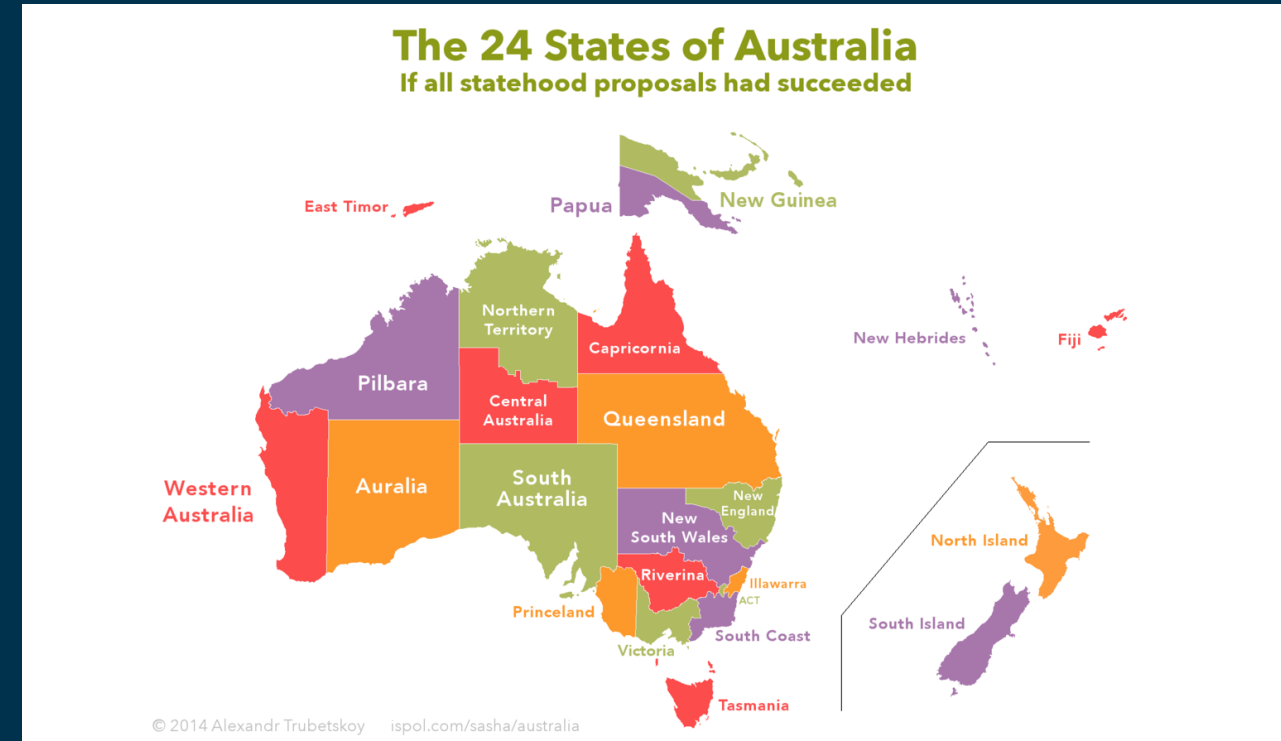 The 24 States of Australia
If all statehood proposals had succeeded
East Timor
Papua
New Guinea
Northern
Territory
Capricornia
New Hebrides
Fiji
Pilbara
Central
Australia
Queensland
Western
Australia
Auralia
South
Australia
New
England
New
South Wales
North Island
Riverina
Illawarra
ACT
Princeland
South Island
South Coast
Victoria
Tasmania
© 2014 Alexandr Trubetskoy ispol.com/sasha/australia